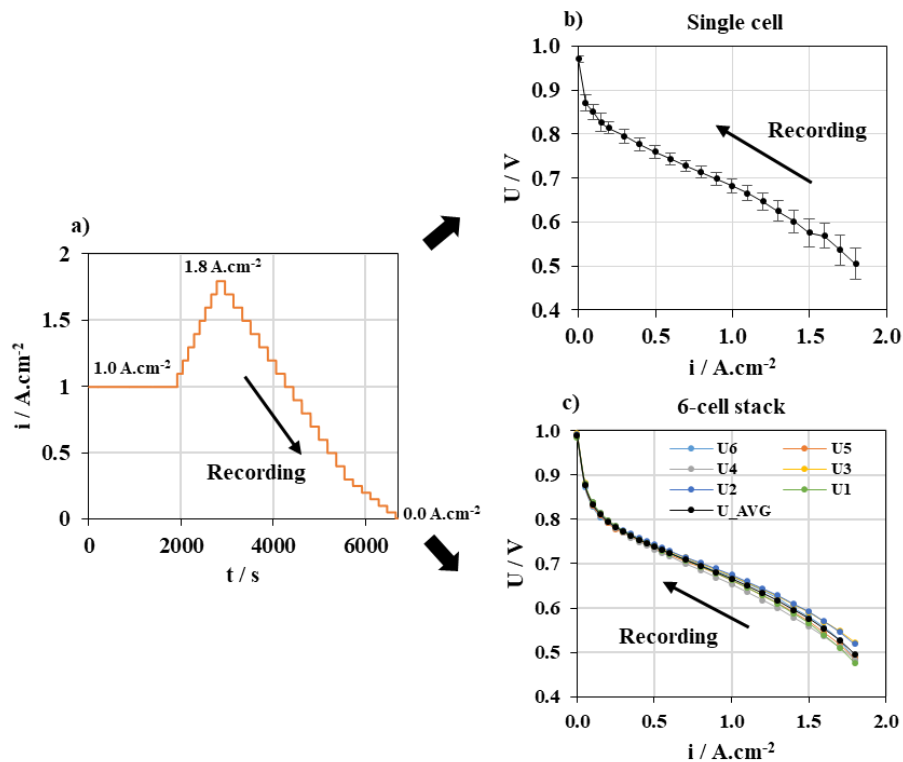 a)
i / A.cm-2
2
1.5
1
0.5
0
1.0 A.cm-2
1.8 A.cm-2
Recording
0.0 A.cm-2
0 2000 4000 6000
t / s
b) Single cell
U / V
1.0
0.9
0.8
0.7
0.6
0.5
0.4
Recording
0.0 0.5 1.0 1.5 2.0
i / A.cm-2
c) 6-cell stack
U / V
1.0
0.9
0.8
0.7
0.6
0.5
0.4
U6 U5
U4 U3
U2 U1
U_AVG
Recording
0.0 0.5 1.0 1.5 2.0
i / A.cm-2